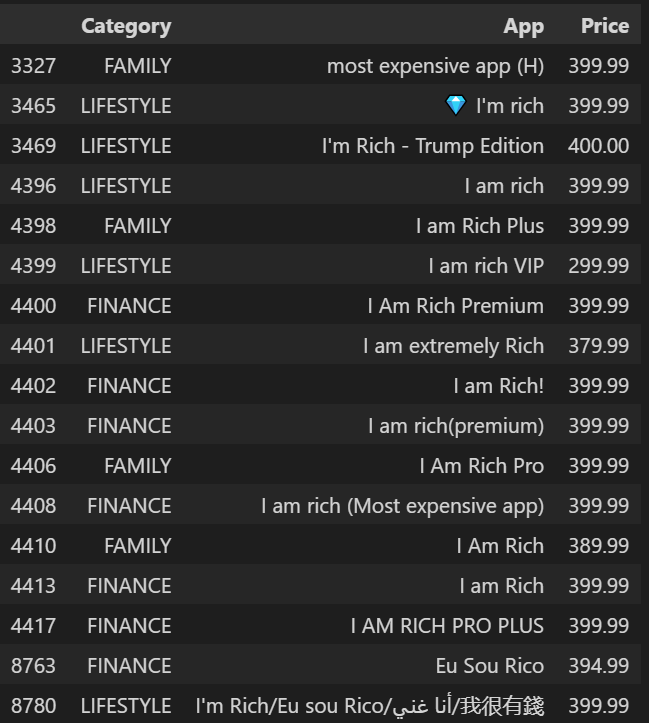 Category App Price
3327 FAMILY most expensive app (H) 399.99
3465 LIFESTYLE 💎 I'm rich 399.99
3469 LIFESTYLE I'm Rich - Trump Edition 400.00
4396 LIFESTYLE I am rich 399.99
4398 FAMILY I am Rich Plus 399.99
4399 LIFESTYLE I am rich VIP 299.99
4400 FINANCE I Am Rich Premium 399.99
4401 LIFESTYLE I am extremely Rich 379.99
4402 FINANCE I am Rich! 399.99
4403 FINANCE I am rich(premium) 399.99
4406 FAMILY I Am Rich Pro 399.99
4408 FINANCE I am rich (Most expensive app) 399.99
4410 FAMILY I Am Rich 389.99
4413 FINANCE I am Rich 399.99
4417 FINANCE I AM RICH PRO PLUS 399.99
8763 FINANCE Eu Sou Rico 394.99
8780 LIFESTYLE I'm Rich/Eu sou Rico/أنا غني/我很有錢 399.99